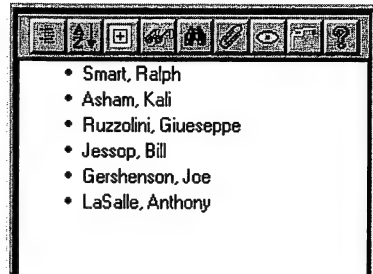 • Smart, Ralph
• Asham, Kali
• Ruzzolini, Giueseppe
• Jessop, Bill
• Gershenson, Joe
• LaSalle, Anthony